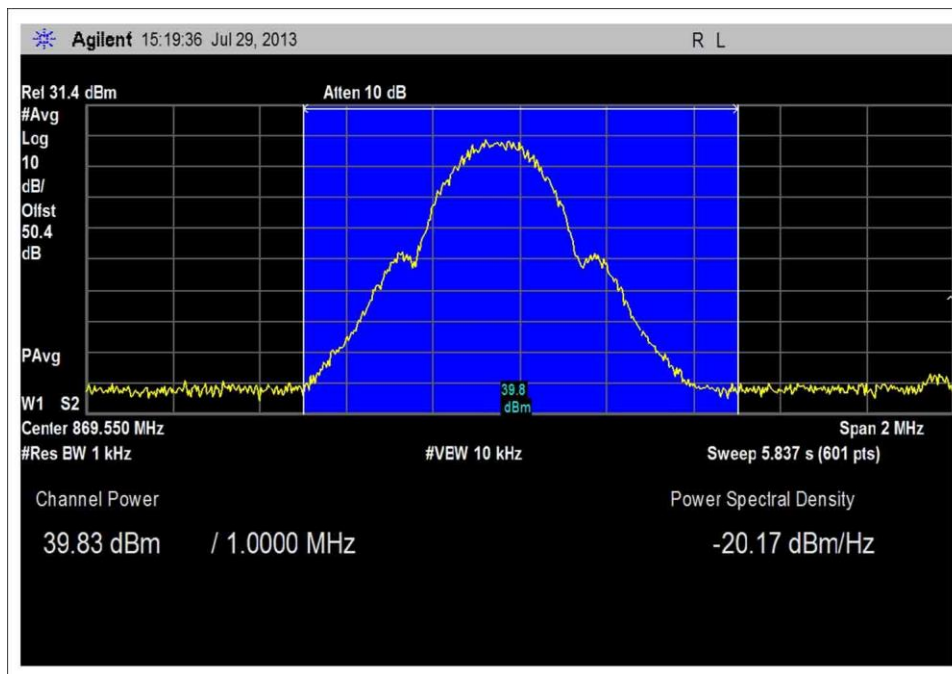 Agilent 15:19:36 Jul 29, 2013 R L
Ref 31.4 dBm Atten 10 dB
#Avg
Log
10
dB/
Offst
50.4
dB
PAvg
39.8
dBm
W1 S2
Center 869.550 MHz Span 2 MHz
#Res BW 1 kHz #VBW 10 kHz Sweep 5.837 s (601 pts)
Channel Power Power Spectral Density
39.83 dBm / 1.0000 MHz -20.17 dBm/Hz